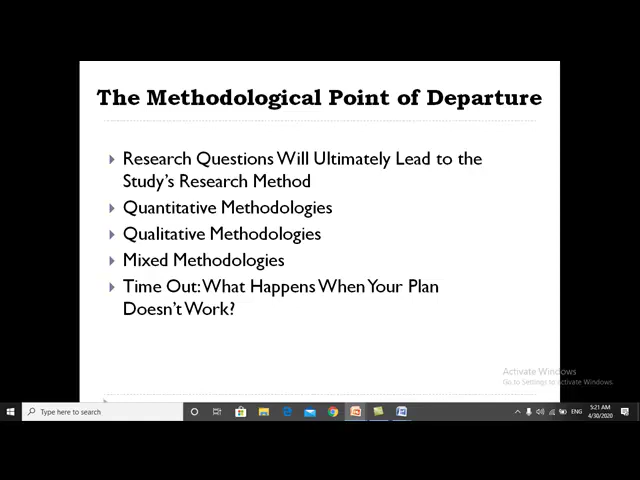 The Methodological Point of Departure
Research Questions Will Ultimately Lead to the
Study's Research Method
Quantitative Methodologies
Qualitative Methodologies
Mixed Methodologies
Time Out: What Happens When Your Plan
Doesn't Work?
Activate Windows
Go to Settings to Activate Windows.
Type here to search
ENG
5:21 AM
4/30/2020